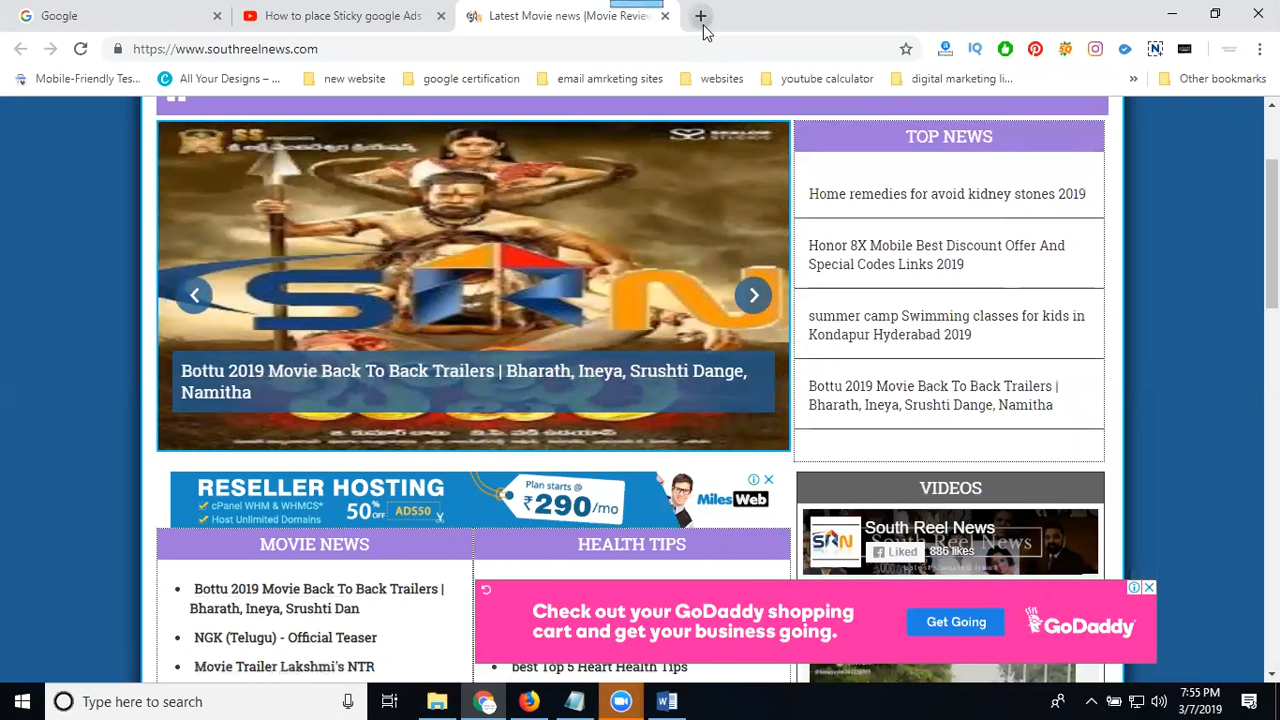 Google
How to place Sticky google Ads
Latest Movie news |Movie Review
https://www.southreelnews.com
Mobile-Friendly Tes...
All Your Designs – ...
new website
google certification
email amrketing sites
websites
youtube calculator
digital marketing li...
»
Other bookmarks
SS
SRN
Bottu 2019 Movie Back To Back Trailers | Bharath, Ineya, Srushti Dange,
Namitha
TOP NEWS
Home remedies for avoid kidney stones 2019
Honor 8X Mobile Best Discount Offer And
Special Codes Links 2019
summer camp Swimming classes for kids in
Kondapur Hyderabad 2019
Bottu 2019 Movie Back To Back Trailers |
Bharath, Ineya, Srushti Dange, Namitha
RESELLER HOSTING
cPanel WHM & WHMCS*
Host Unlimited Domains
50%
OFF
ADS50
Plan starts @
₹290/mo
MilesWeb
MOVIE NEWS
Bottu 2019 Movie Back To Back Trailers |
Bharath, Ineya, Srushti Dan
NGK (Telugu) - Official Teaser
Movie Trailer Lakshmi's NTR
HEALTH TIPS
best Top 5 Heart Health Tips
VIDEOS
SRN
South Reel News
South Reel News
Liked
886 likes
Check out your GoDaddy shopping
cart and get your business going.
Get Going
GoDaddy
Type here to search
7:55 PM
3/7/2019